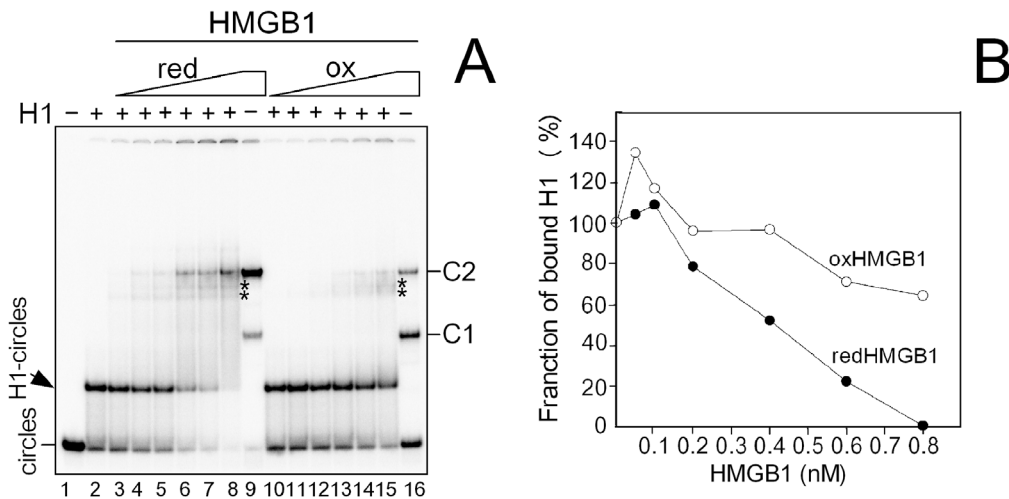 HMGB1
red ox
H1 – + + + + + + + – + + + + + + –
C2
*
*
*
*
C1
H1-circles
circles
1 2 3 4 5 6 7 8 9 10 11 12 13 14 15 16
A
B
Franction of bound H1 ( %)
140
120
100
80
60
40
20
0
oxHMGB1
redHMGB1
0.1 0.2 0.3 0.4 0.5 0.6 0.7 0.8
HMGB1 (nM)